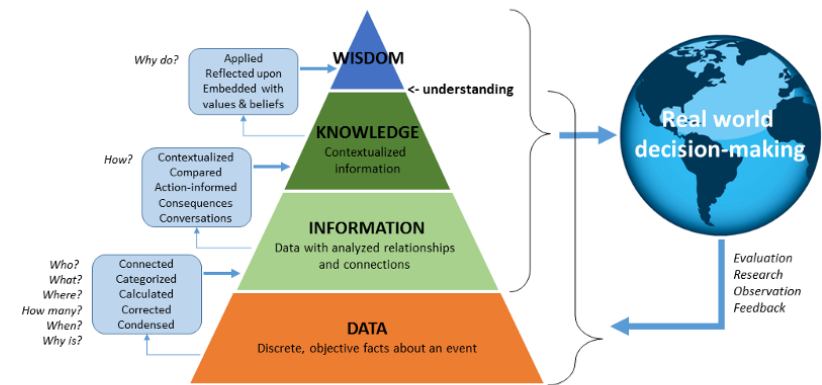 Why do?
Applied
Reflected upon
Embedded with
values & beliefs
WISDOM
<- understanding
How?
Contextualized
Compared
Action-informed
Consequences
Conversations
KNOWLEDGE
Contextualized
information
Real world
decision-making
Who?
What?
Where?
How many?
When?
Why is?
Connected
Categorized
Calculated
Corrected
Condensed
INFORMATION
Data with analyzed relationships
and connections
Evaluation
Research
Observation
Feedback
DATA
Discrete, objective facts about an event